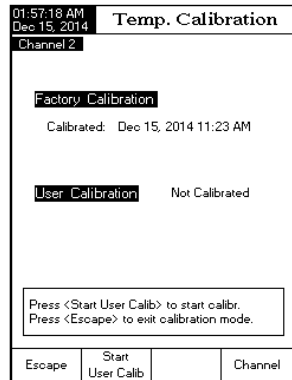 01:57:18 AM
Dec 15, 2014
Temp. Calibration
Channel 2
Factory Calibration
Calibrated: Dec 15, 2014 11:23 AM
User Calibration Not Calibrated
Press <Start User Calib> to start calibr.
Press <Escape> to exit calibration mode.
Escape
Start
User Calib
Channel